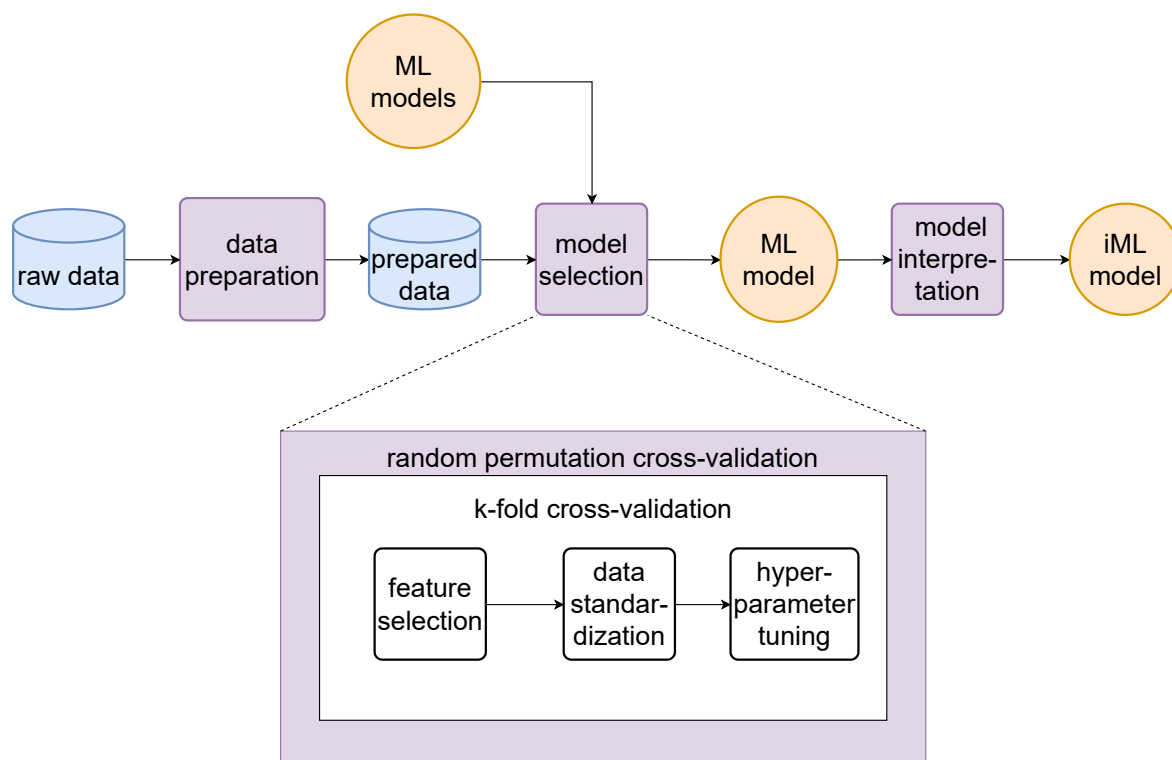 ML
models
raw data
data
preparation
prepared
data
model
selection
ML
model
model
interpre-
tation
iML
model
random permutation cross-validation
k-fold cross-validation
feature
selection
data
standar-
dization
hyper-
parameter
tuning